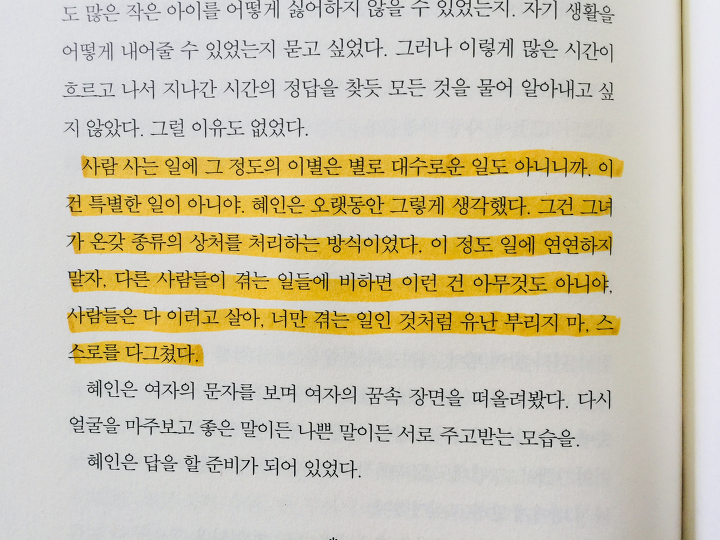 도 많은 작은 아이를 어떻게 싫어하지 않을 수 있었는지. 자기 생활을
어떻게 내어줄 수 있었는지 묻고 싶었다. 그러나 이렇게 많은 시간이
흐르고 나서 지나간 시간의 정답을 찾듯 모든 것을 물어 알아내고 싶
지 않았다. 그럴 이유도 없었다.
사람 사는 일에 그 정도의 이별은 별로 대수로운 일도 아니니까. 이
건 특별한 일이 아니야. 혜인은 오랫동안 그렇게 생각했다. 그건 그녀
가 온갖 종류의 상처를 처리하는 방식이었다. 이 정도 일에 연연하지
말자, 다른 사람들이 겪는 일들에 비하면 이런 건 아무것도 아니야,
사람들은 다 이러고 살아, 너만 겪는 일인 것처럼 유난 부리지 마. 스
스로를 다그쳤다.
혜인은 여자의 문자를 보며 여자의 꿈속 장면을 떠올려봤다. 다시
얼굴을 마주보고 좋은 말이든 나쁜 말이든 서로 주고받는 모습을.
혜인은 답을 할 준비가 되어 있었다.
*